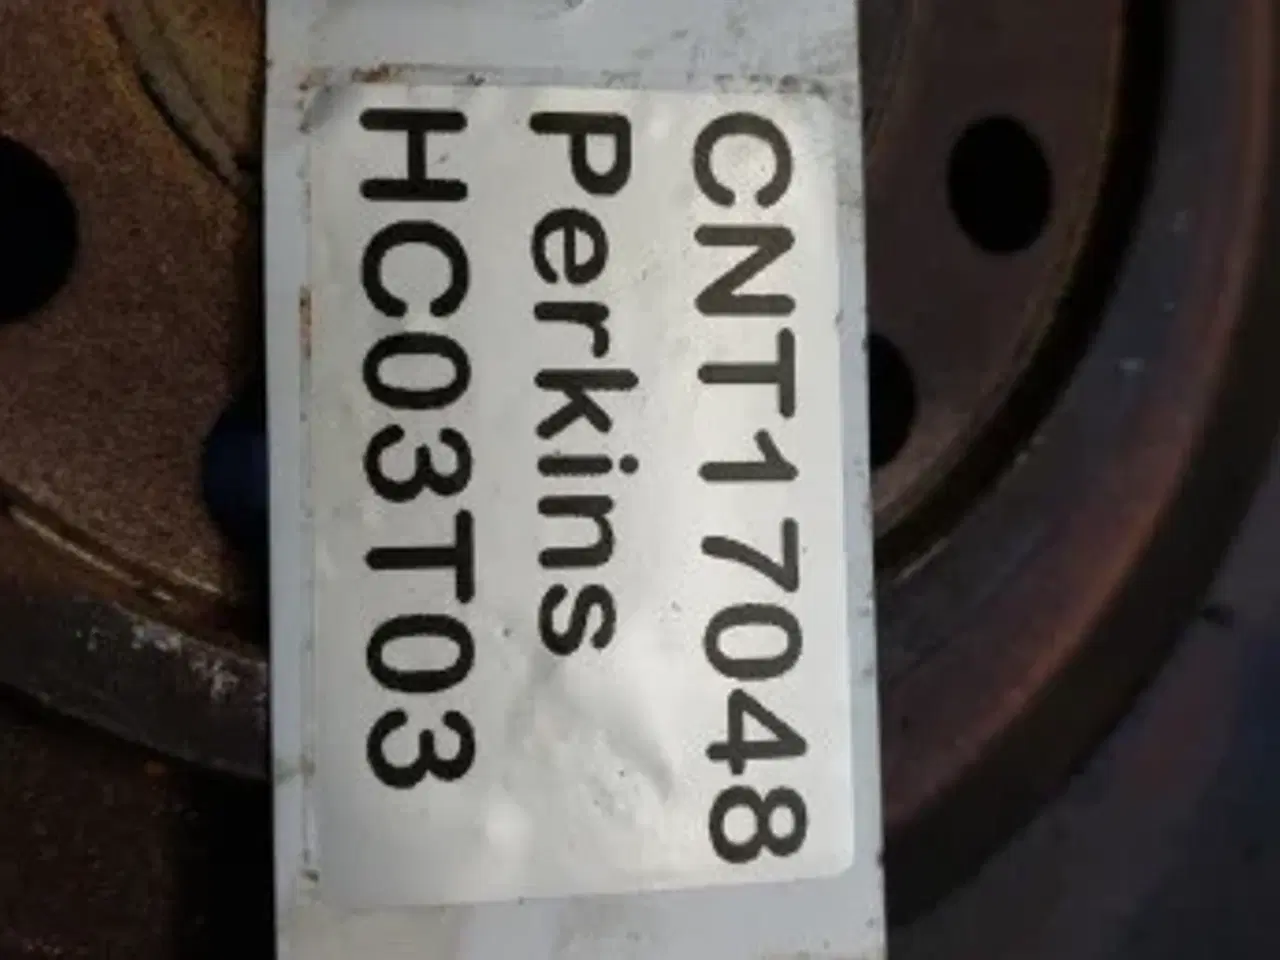 CNT17048
Perkins
HC03T03